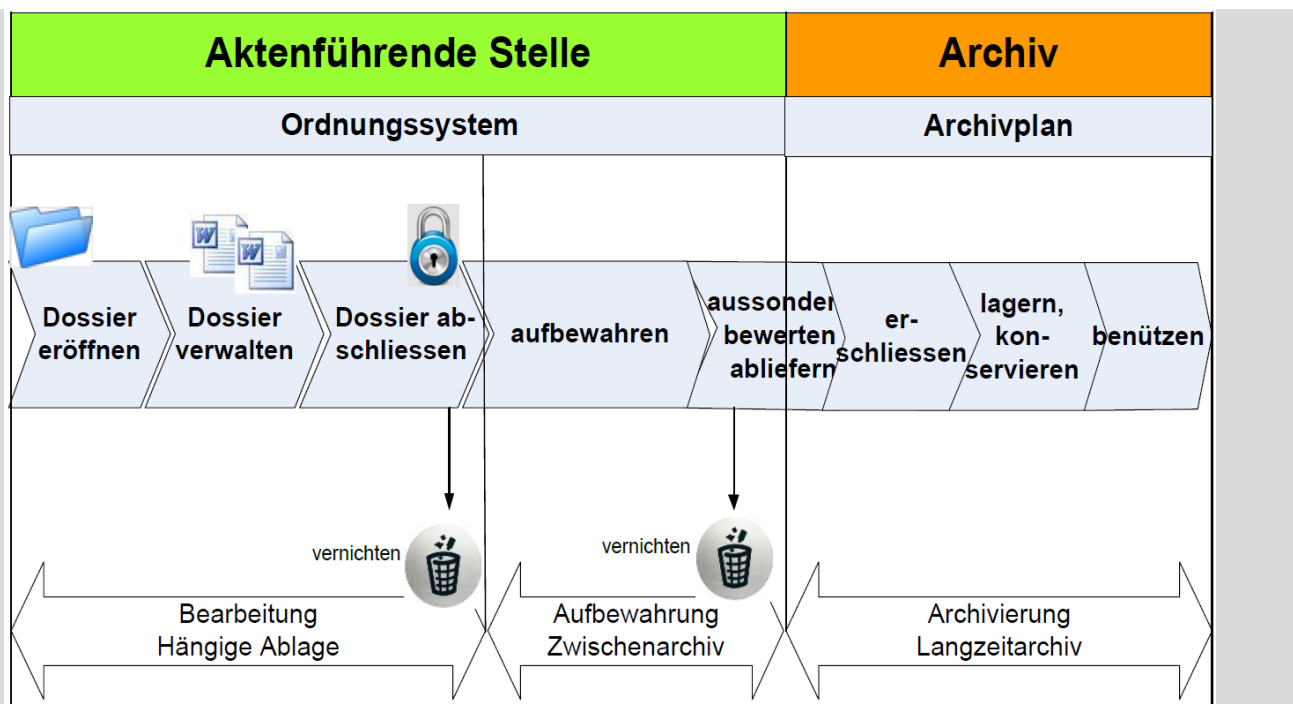 Aktenführende Stelle
Archiv
Ordnungssystem
Archivplan
Dossier
eröffnen
Dossier
verwalten
Dossier ab-
schliessen
aufbewahren
aussonder
bewerten
abliefern
er-
schliessen
lagern,
kon-
servieren
benützen
vernichten
vernichten
Bearbeitung
Hängige Ablage
Aufbewahrung
Zwischenarchiv
Archivierung
Langzeitarchiv